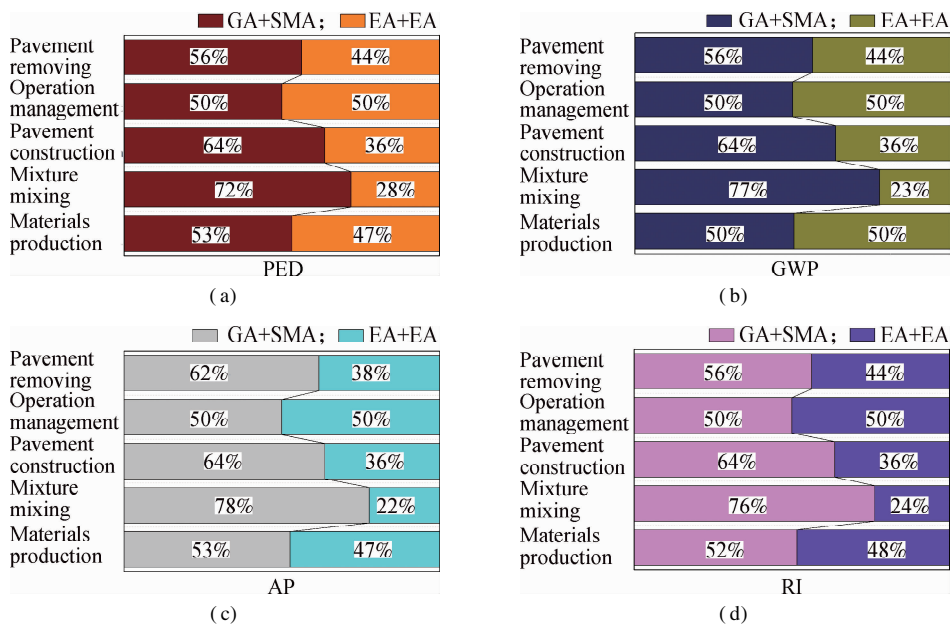 GA+SMA; EA+EA
Pavement removing 56% 44%
Operation management 50% 50%
Pavement construction 64% 36%
Mixture mixing 72% 28%
Materials production 53% 47%
PED
(a)
GA+SMA; EA+EA
Pavement removing 56% 44%
Operation management 50% 50%
Pavement construction 64% 36%
Mixture mixing 77% 23%
Materials production 50% 50%
GWP
(b)
GA+SMA; EA+EA
Pavement removing 62% 38%
Operation management 50% 50%
Pavement construction 64% 36%
Mixture mixing 78% 22%
Materials production 53% 47%
AP
(c)
GA+SMA; EA+EA
Pavement removing 56% 44%
Operation management 50% 50%
Pavement construction 64% 36%
Mixture mixing 76% 24%
Materials production 52% 48%
RI
(d)